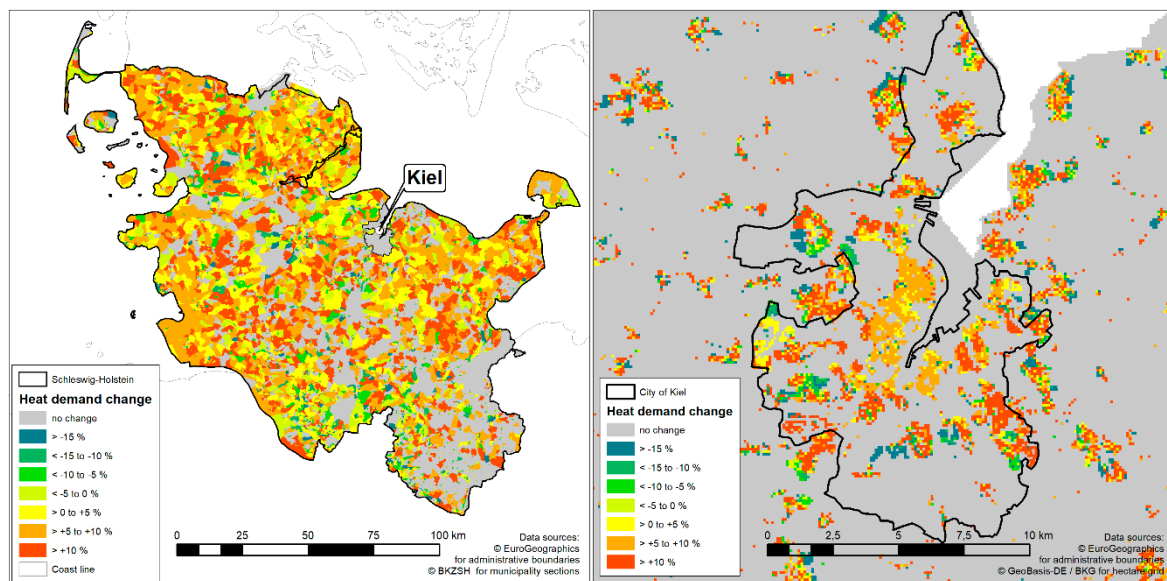 Kiel
Schleswig-Holstein
Heat demand change
no change
> -15 %
< -15 to -10 %
< -10 to -5 %
< -5 to 0 %
> 0 to +5 %
> +5 to +10 %
> +10 %
Coast line
0 25 50 75 100 km
Data sources:
© EuroGeographics
for administrative boundaries
© BKZSH for municipality sections
City of Kiel
Heat demand change
no change
> -15 %
< -15 to -10 %
< -10 to -5 %
< -5 to 0 %
> 0 to +5 %
> +5 to +10 %
> +10 %
0 2,5 5 7,5 10 km
Data sources:
© EuroGeographics
for administrative boundaries
© GeoBasis-DE / BKG for hectare grid